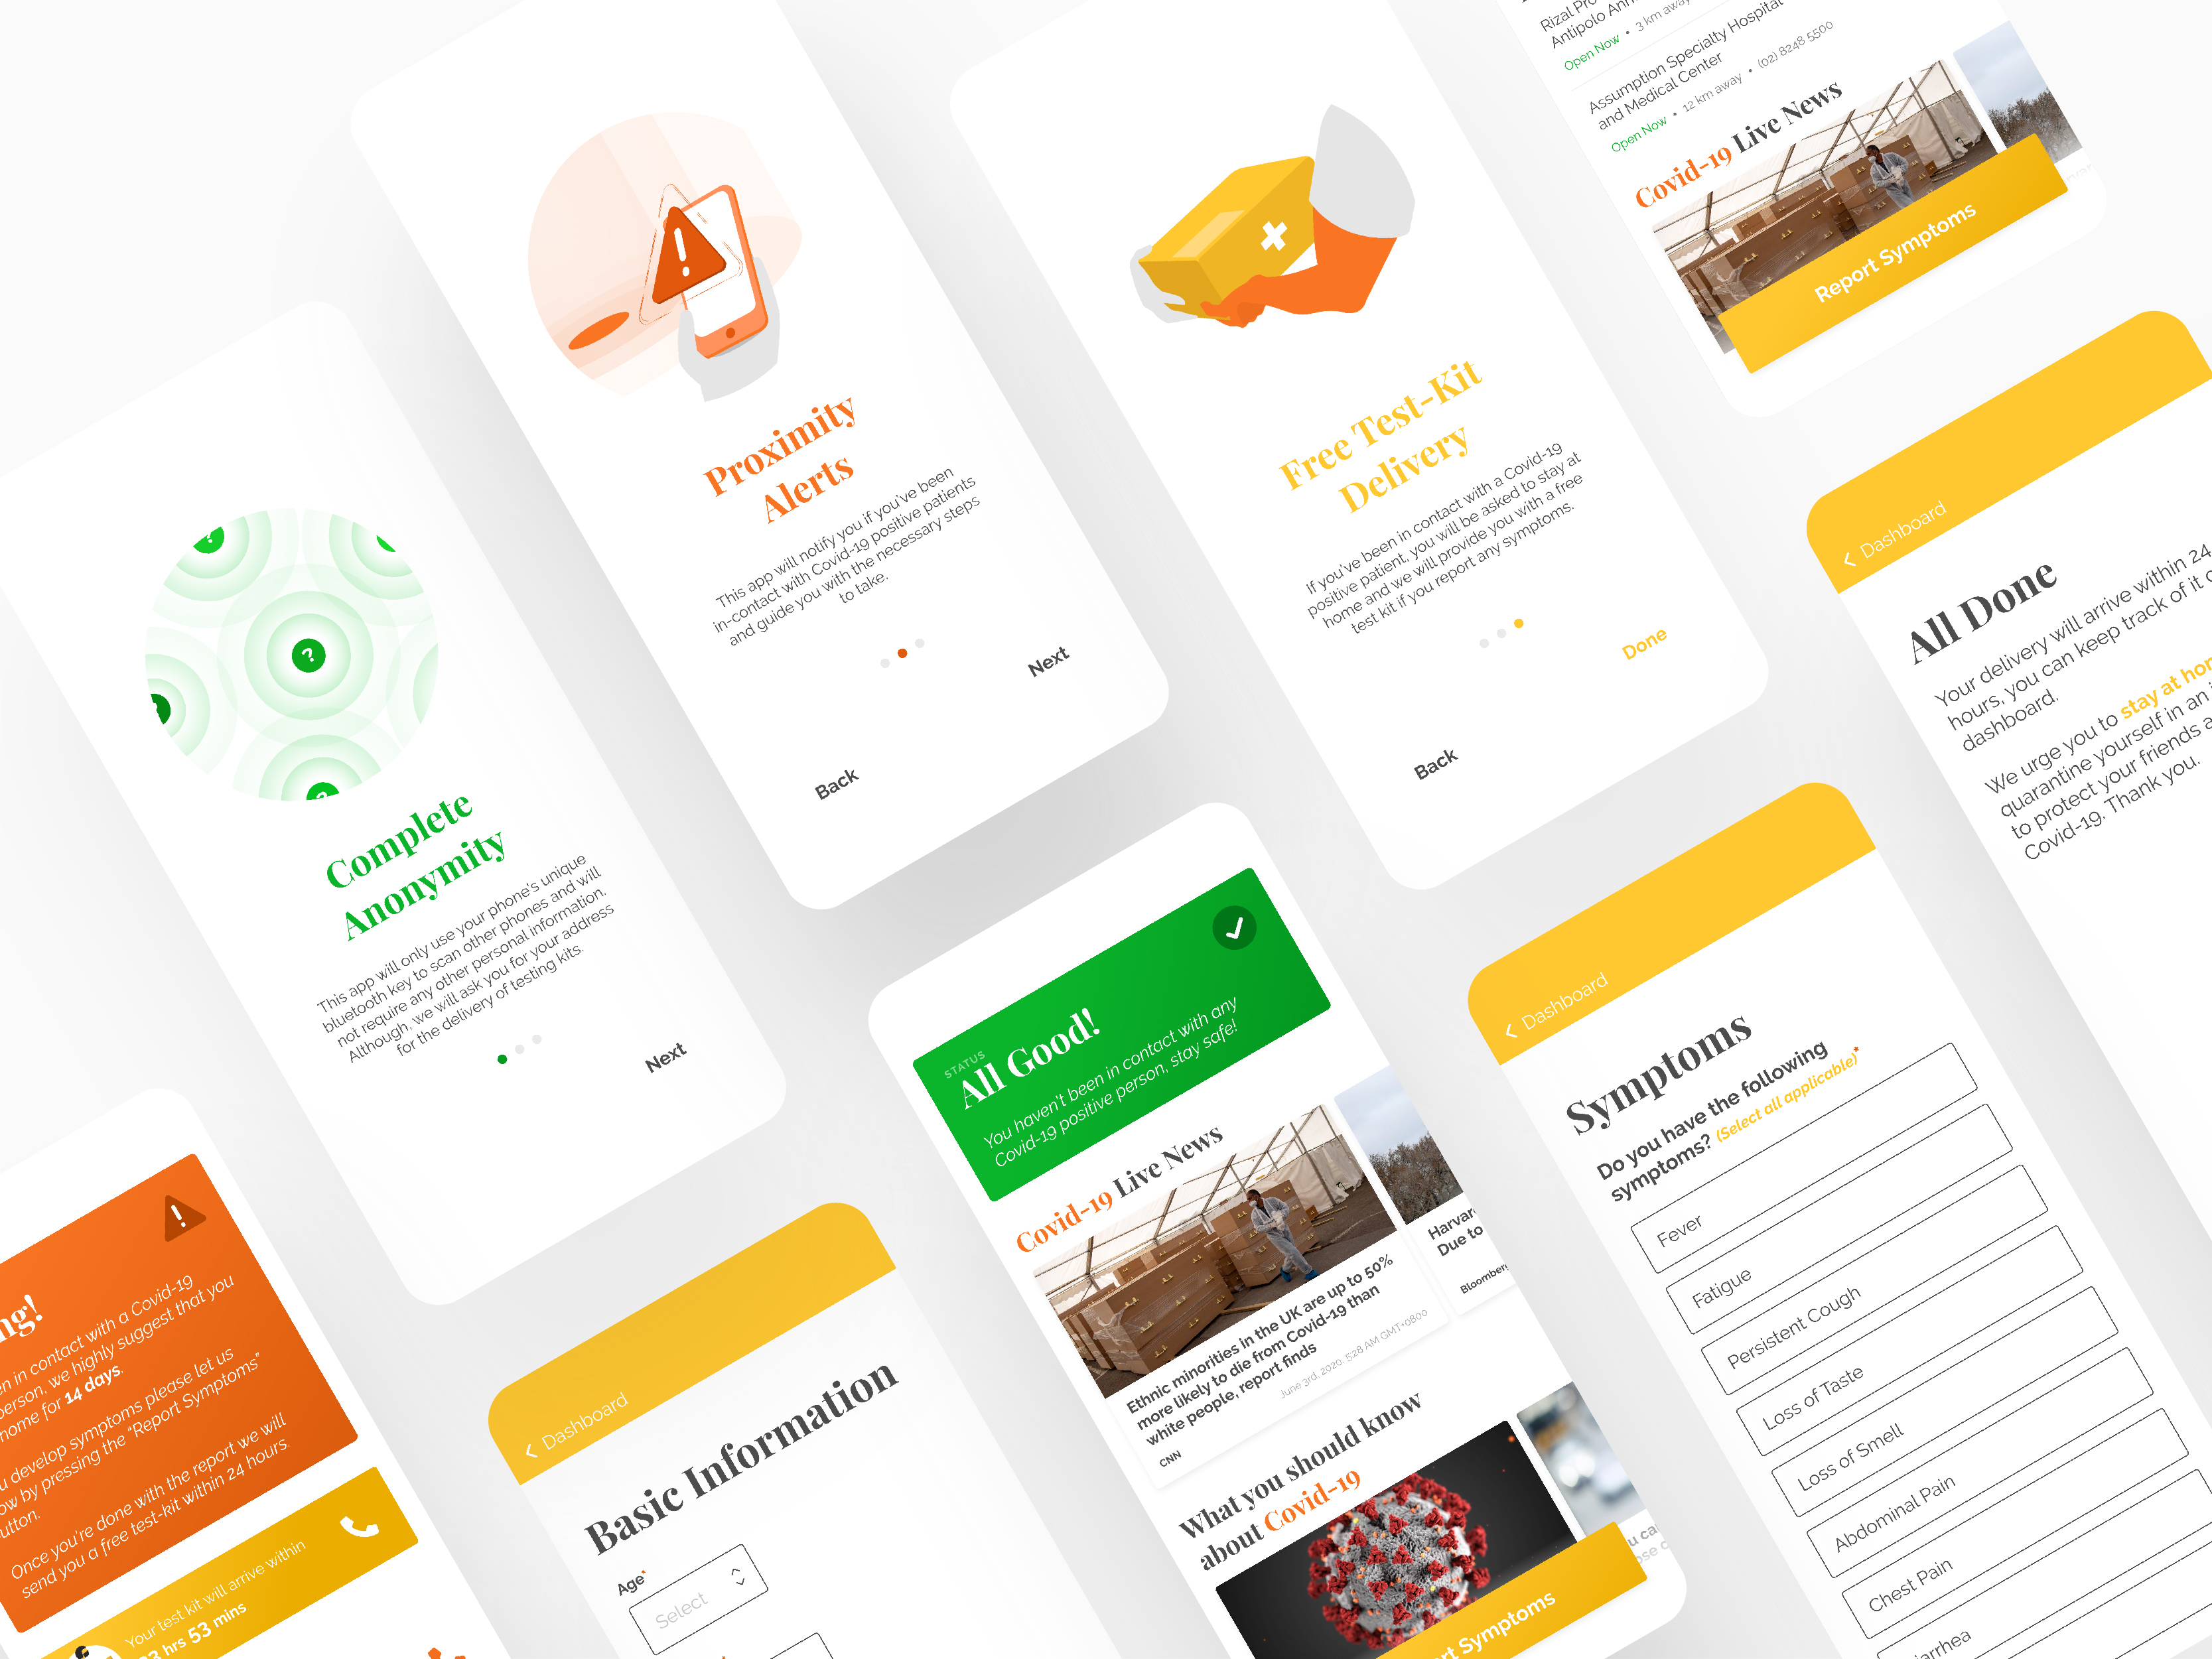 Complete
Anonymity
This app will only use your phone's unique
bluetooth key to scan other phones and will
not require any other personal information.
Although, we will ask you for your address
for the delivery of testing kits.
Next
Proximity
Alerts
This app will notify you if you've been
in-contact with Covid-19 positive patients
and guide you with the necessary steps
to take.
Back
Next
Free Test-Kit
Delivery
If you've been in contact with a Covid-19
positive patient, you will be asked to stay at
home and we will provide you with a free
test kit if you report any symptoms.
Back
Done
Rizal
Antipolo
Open Now • 3 km away
Assumption Specialty Hospital
and Medical Center
Open Now • 12 km away • (02) 8248 5500
Covid-19 Live News
Report Symptoms
< Dashboard
All Done
Your delivery will arrive within 24
hours, you can keep track of it
dashboard.
We urge you to stay at
quarantine yourself in an
to protect your friends
Covid-19. Thank you.
in contact with a Covid-19
person, we highly suggest that you
home for 14 days.
develop symptoms please let us
by pressing the "Report Symptoms"
Once you're done with the report we will
send you a free test-kit within 24 hours.
Your test kit will arrive within
hrs 53 mins
< Dashboard
Basic Information
Age*
Select
STATUS
All Good!
You haven't been in contact with any
Covid-19 positive person, stay safe!
Covid-19 Live News
Ethnic minorities in the UK are up to 50%
more likely to die from Covid-19 than
white people, report finds
June 3rd, 2020, 5:28 AM GMT+0800
CNN
Due to
What you should know
about Covid-19
Symptoms
< Dashboard
Symptoms
Do you have the following
symptoms? (Select all applicable)*
Fever
Fatigue
Persistent Cough
Loss of Taste
Loss of Smell
Abdominal Pain
Chest Pain